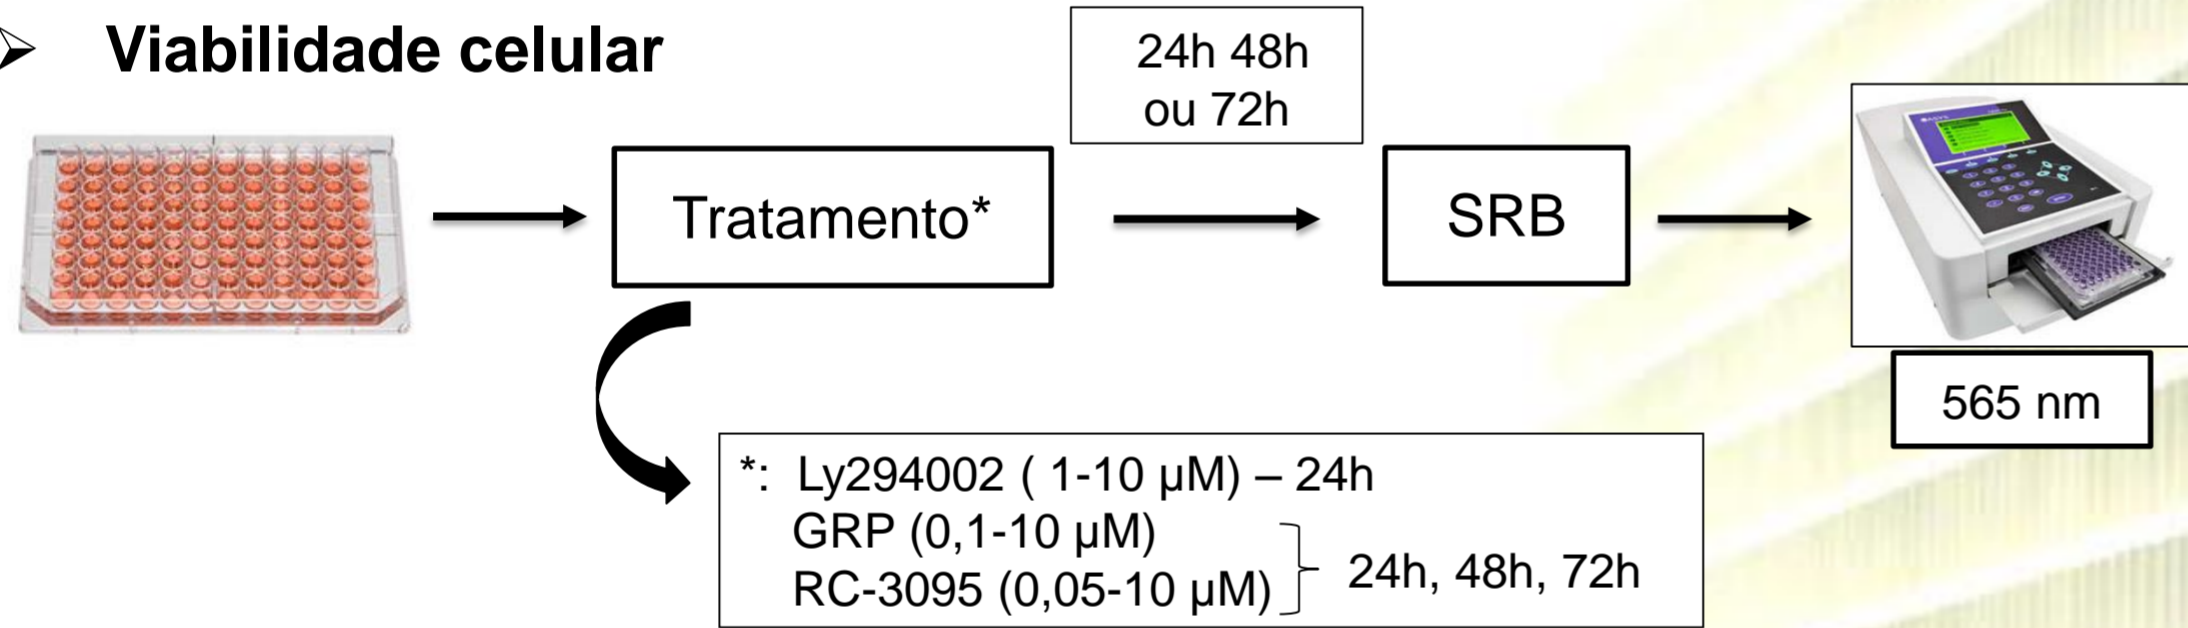 ➢ Viabilidade celular
24h 48h
ou 72h
Tratamento*
SRB
565 nm
*: Ly294002 ( 1-10 µM) – 24h
GRP (0,1-10 µM)
RC-3095 (0,05-10 µM)
24h, 48h, 72h